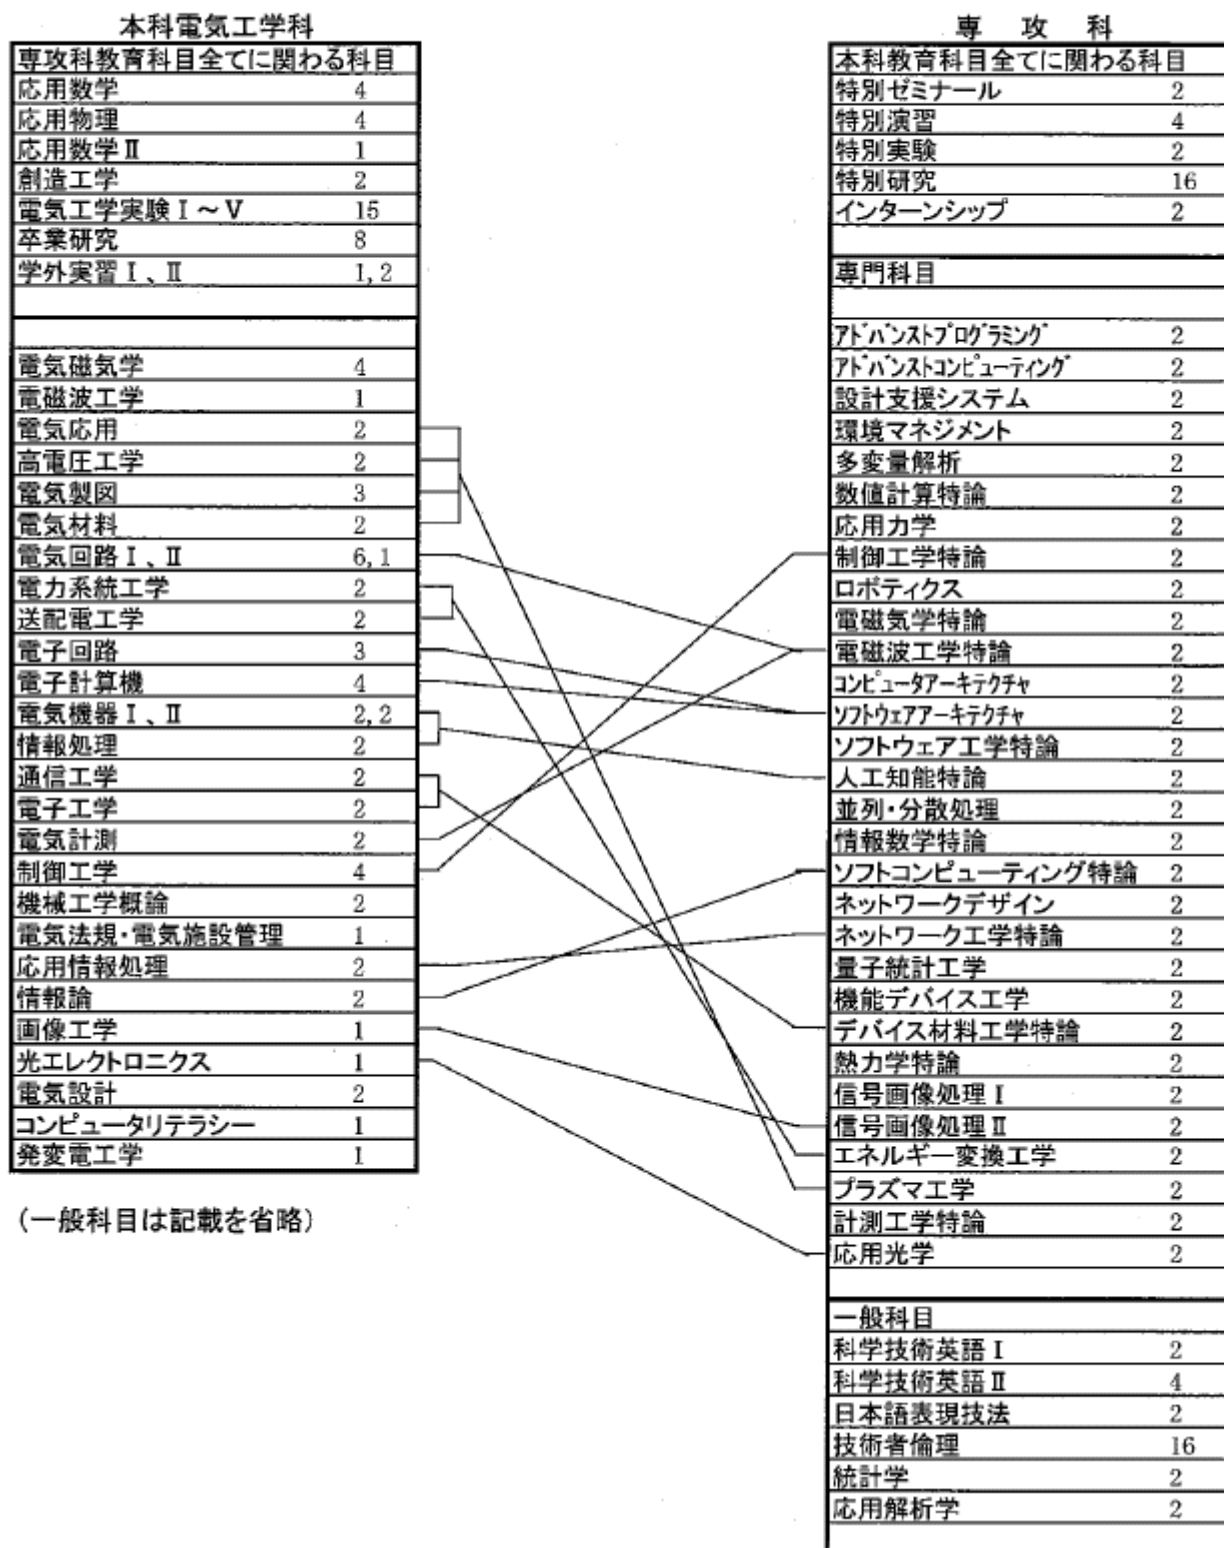 本科電気工学科
専攻科教育科目全てに関わる科目
応用数学 4
応用物理 4
応用数学Ⅱ 1
創造工学 2
電気工学実験Ⅰ～Ⅴ 15
卒業研究 8
学外実習Ⅰ、Ⅱ 1,2
電気磁気学 4
電磁波工学 1
電気応用 2
高電圧工学 2
電気製図 3
電気材料 2
電気回路Ⅰ、Ⅱ 6,1
電力系統工学 2
送配電工学 2
電子回路 3
電子計算機 4
電気機器Ⅰ、Ⅱ 2,2
情報処理 2
通信工学 2
電子工学 2
電気計測 2
制御工学 4
機械工学概論 2
電気法規・電気施設管理 1
応用情報処理 2
情報論 2
画像工学 1
光エレクトロニクス 1
電気設計 2
コンピュータリテラシー 1
発変電工学 1
（一般科目は記載を省略）
専 攻 科
本科教育科目全てに関わる科目
特別ゼミナール 2
特別演習 4
特別実験 2
特別研究 16
インターンシップ 2
専門科目
ｱﾄﾞﾊﾞﾝｽﾄﾌﾟﾛｸﾞﾗﾐﾝｸﾞ 2
ｱﾄﾞﾊﾞﾝｽﾄｺﾝﾋﾟｭｰﾃｨﾝｸﾞ 2
設計支援システム 2
環境マネジメント 2
多変量解析 2
数値計算特論 2
応用力学 2
制御工学特論 2
ロボティクス 2
電磁気学特論 2
電磁波工学特論 2
ｺﾝﾋﾟｭｰﾀｱｰｷﾃｸﾁｬ 2
ｿﾌﾄｳｪｱｱｰｷﾃｸﾁｬ 2
ソフトウェア工学特論 2
人工知能特論 2
並列・分散処理 2
情報数学特論 2
ソフトコンピューティング特論 2
ネットワークデザイン 2
ネットワーク工学特論 2
量子統計工学 2
機能デバイス工学 2
デバイス材料工学特論 2
熱力学特論 2
信号画像処理Ⅰ 2
信号画像処理Ⅱ 2
エネルギー変換工学 2
プラズマ工学 2
計測工学特論 2
応用光学 2
一般科目
科学技術英語Ⅰ 2
科学技術英語Ⅱ 4
日本語表現技法 2
技術者倫理 16
統計学 2
応用解析学 2